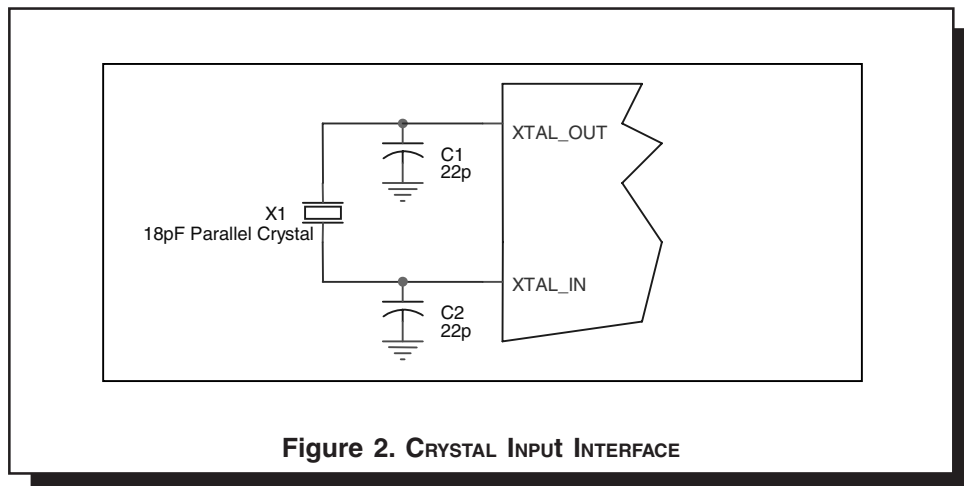 XTAL_OUT
C1
22p
X1
18pF Parallel Crystal
XTAL_IN
C2
22p
Figure 2. CRYSTAL INPUt INTERFACE